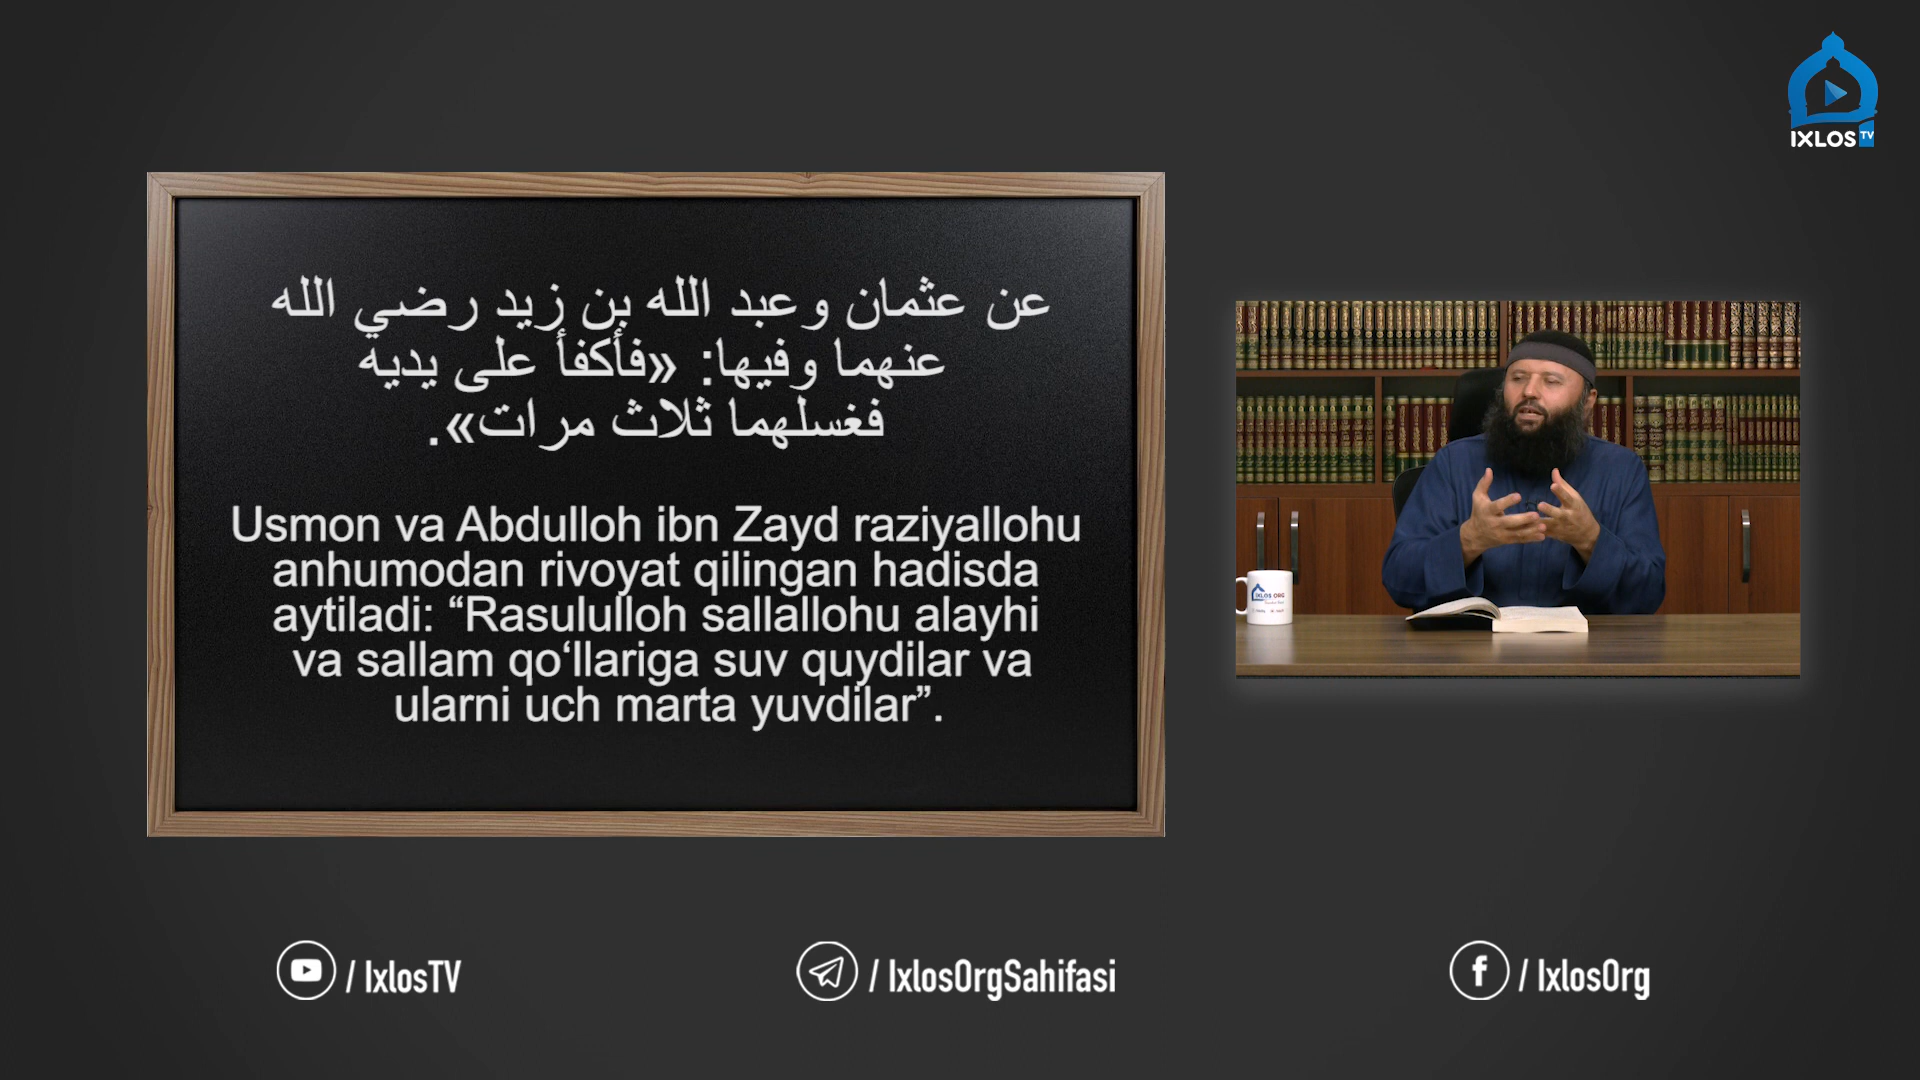 IXLOS TV
عن عثمان وعبد الله بن زيد رضي الله
عنهما وفيها: «فأكفأ على يديه
فغسلهما ثلاث مرات».
Usmon va Abdulloh ibn Zayd raziyallohu
anhumodan rivoyat qilingan hadisda
aytiladi: “Rasululloh sallallohu alayhi
va sallam qo‘llariga suv quydilar va
ularni uch marta yuvdilar”.
IXLOS ORG
/ IxlosTV
/ IxlosOrgSahifasi
/ IxlosOrg